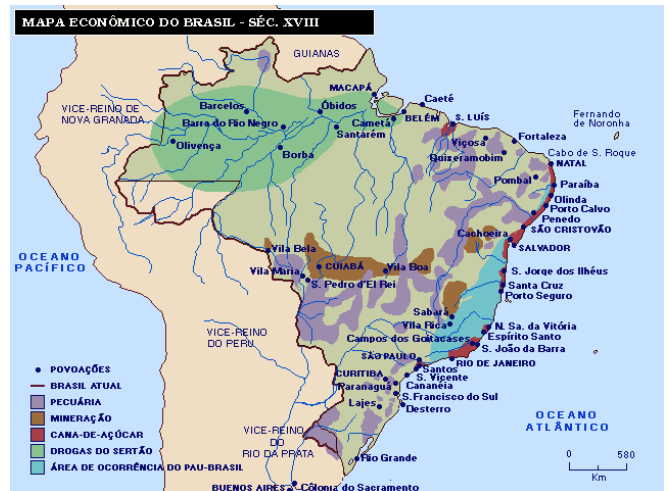 MAPA ECONÔMICO DO BRASIL - SÉC. XVIII
GUIANAS
MACAPÁ
VICE-REINO DE
NOVA GRANADA
Barcelos
Óbidos
Caeté
Barra do Rio Negro
Cametá
BELÉM
S. LUÍS
Fernando
de Noronha
Santarém
Olivença
Borba
Viçosa
Fortaleza
Quixeramobim
Cabo de S. Roque
NATAL
Pombal
Paraíba
Olinda
Porto Calvo
Penedo
SÃO CRISTOVÃO
Cachoeira
SALVADOR
OCEANO
PACÍFICO
Vila Bela
CUIABÁ
Vila Boa
Vila Maria
S. Pedro d'El Rei
S. Jorge dos Ilhéus
Santa Cruz
Porto Seguro
Sabará
Vila Rica
VICE-REINO
DO PERU
N. Sa. da Vitória
Campos dos Goitacases
Espírito Santo
S. João da Barra
SÃO PAULO
RIO DE JANEIRO
Santos
S. Vicente
CURITIBA
Paranaguá
Cananéia
S. Francisco do Sul
Lajes
Desterro
OCEANO
ATLÂNTICO
VICE-REINO
DO
RIO DA PRATA
Rio Grande
BUENOS AIRES
Côlonia do Sacramento
POVOAÇÕES
BRASIL ATUAL
PECUÁRIA
MINERAÇÃO
CANA-DE-AÇÚCAR
DROGAS DO SERTÃO
ÁREA DE OCORRÊNCIA DO PAU-BRASIL
0 580
Km